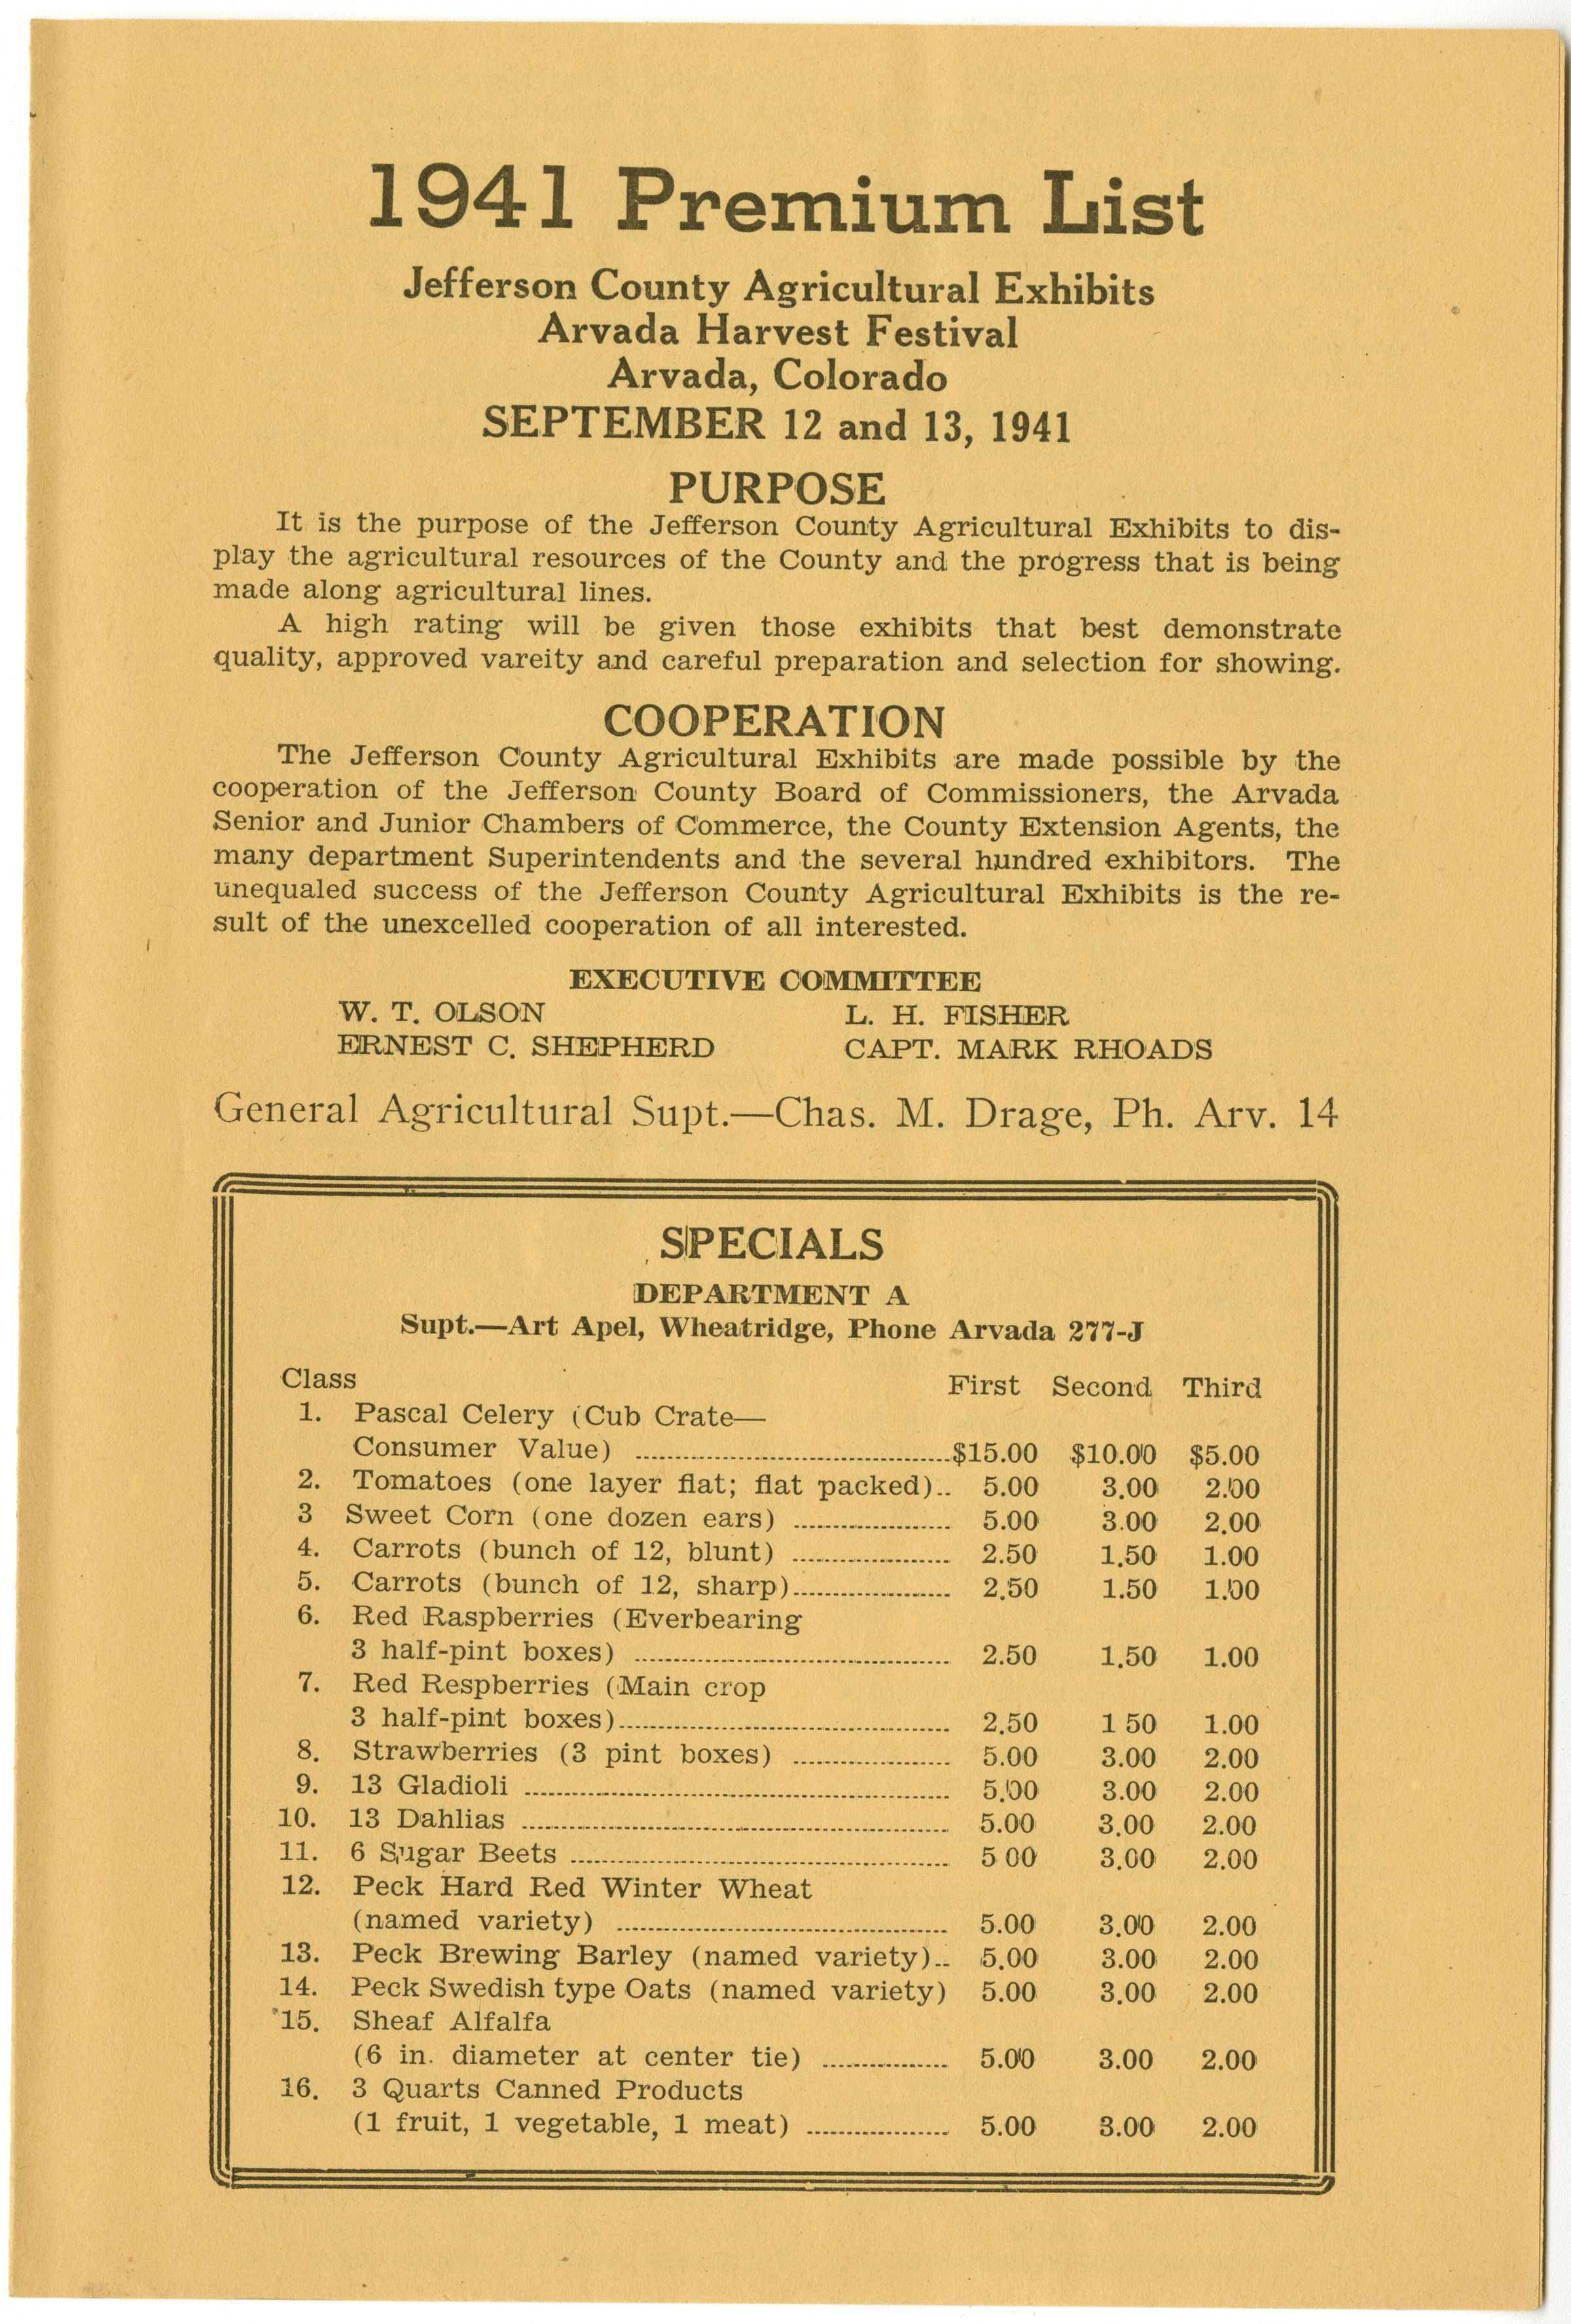 1941 Premium List
Jefferson County Agricultural Exhibits
Arvada Harvest Festival
Arvada, Colorado
SEPTEMBER 12 and 13, 1941
PURPOSE
It is the purpose of the Jefferson County Agricultural Exhibits to dis-
play the agricultural resources of the County and the progress that is being
made along agricultural lines.
A high rating will be given those exhibits that best demonstrate
quality, approved vareity and careful preparation and selection for showing.
COOPERATION
The Jefferson County Agricultural Exhibits are made possible by the
cooperation of the Jefferson County Board of Commissioners, the Arvada
Senior and Junior Chambers of Commerce, the County Extension Agents, the
many department Superintendents and the several hundred exhibitors. The
unequaled success of the Jefferson County Agricultural Exhibits is the re-
sult of the unexcelled cooperation of all interested.
EXECUTIVE COMMITTEE
W. T. OLSON L. H. FISHER
ERNEST C. SHEPHERD CAPT. MARK RHOADS
General Agricultural Supt.—Chas. M. Drage, Ph. Arv. 14
SPECIALS
DEPARTMENT A
Supt.—Art Apel, Wheatridge, Phone Arvada 277-J
Class First Second Third
1. Pascal Celery (Cub Crate—
Consumer Value) $15.00 $10.00 $5.00
2. Tomatoes (one layer flat; flat packed).. 5.00 3.00 2.00
3 Sweet Corn (one dozen ears) 5.00 3.00 2.00
4. Carrots (bunch of 12, blunt) 2.50 1.50 1.00
5. Carrots (bunch of 12, sharp) 2.50 1.50 1.00
6. Red Raspberries (Everbearing
3 half-pint boxes) 2.50 1.50 1.00
7. Red Respberries (Main crop
3 half-pint boxes) 2.50 1 50 1.00
8. Strawberries (3 pint boxes) 5.00 3.00 2.00
9. 13 Gladioli 5.00 3.00 2.00
10. 13 Dahlias 5.00 3.00 2.00
11. 6 Sugar Beets 5 00 3.00 2.00
12. Peck Hard Red Winter Wheat
(named variety) 5.00 3.00 2.00
13. Peck Brewing Barley (named variety).. 5.00 3.00 2.00
14. Peck Swedish type Oats (named variety) 5.00 3.00 2.00
15. Sheaf Alfalfa
(6 in. diameter at center tie) 5.00 3.00 2.00
16. 3 Quarts Canned Products
(1 fruit, 1 vegetable, 1 meat) 5.00 3.00 2.00